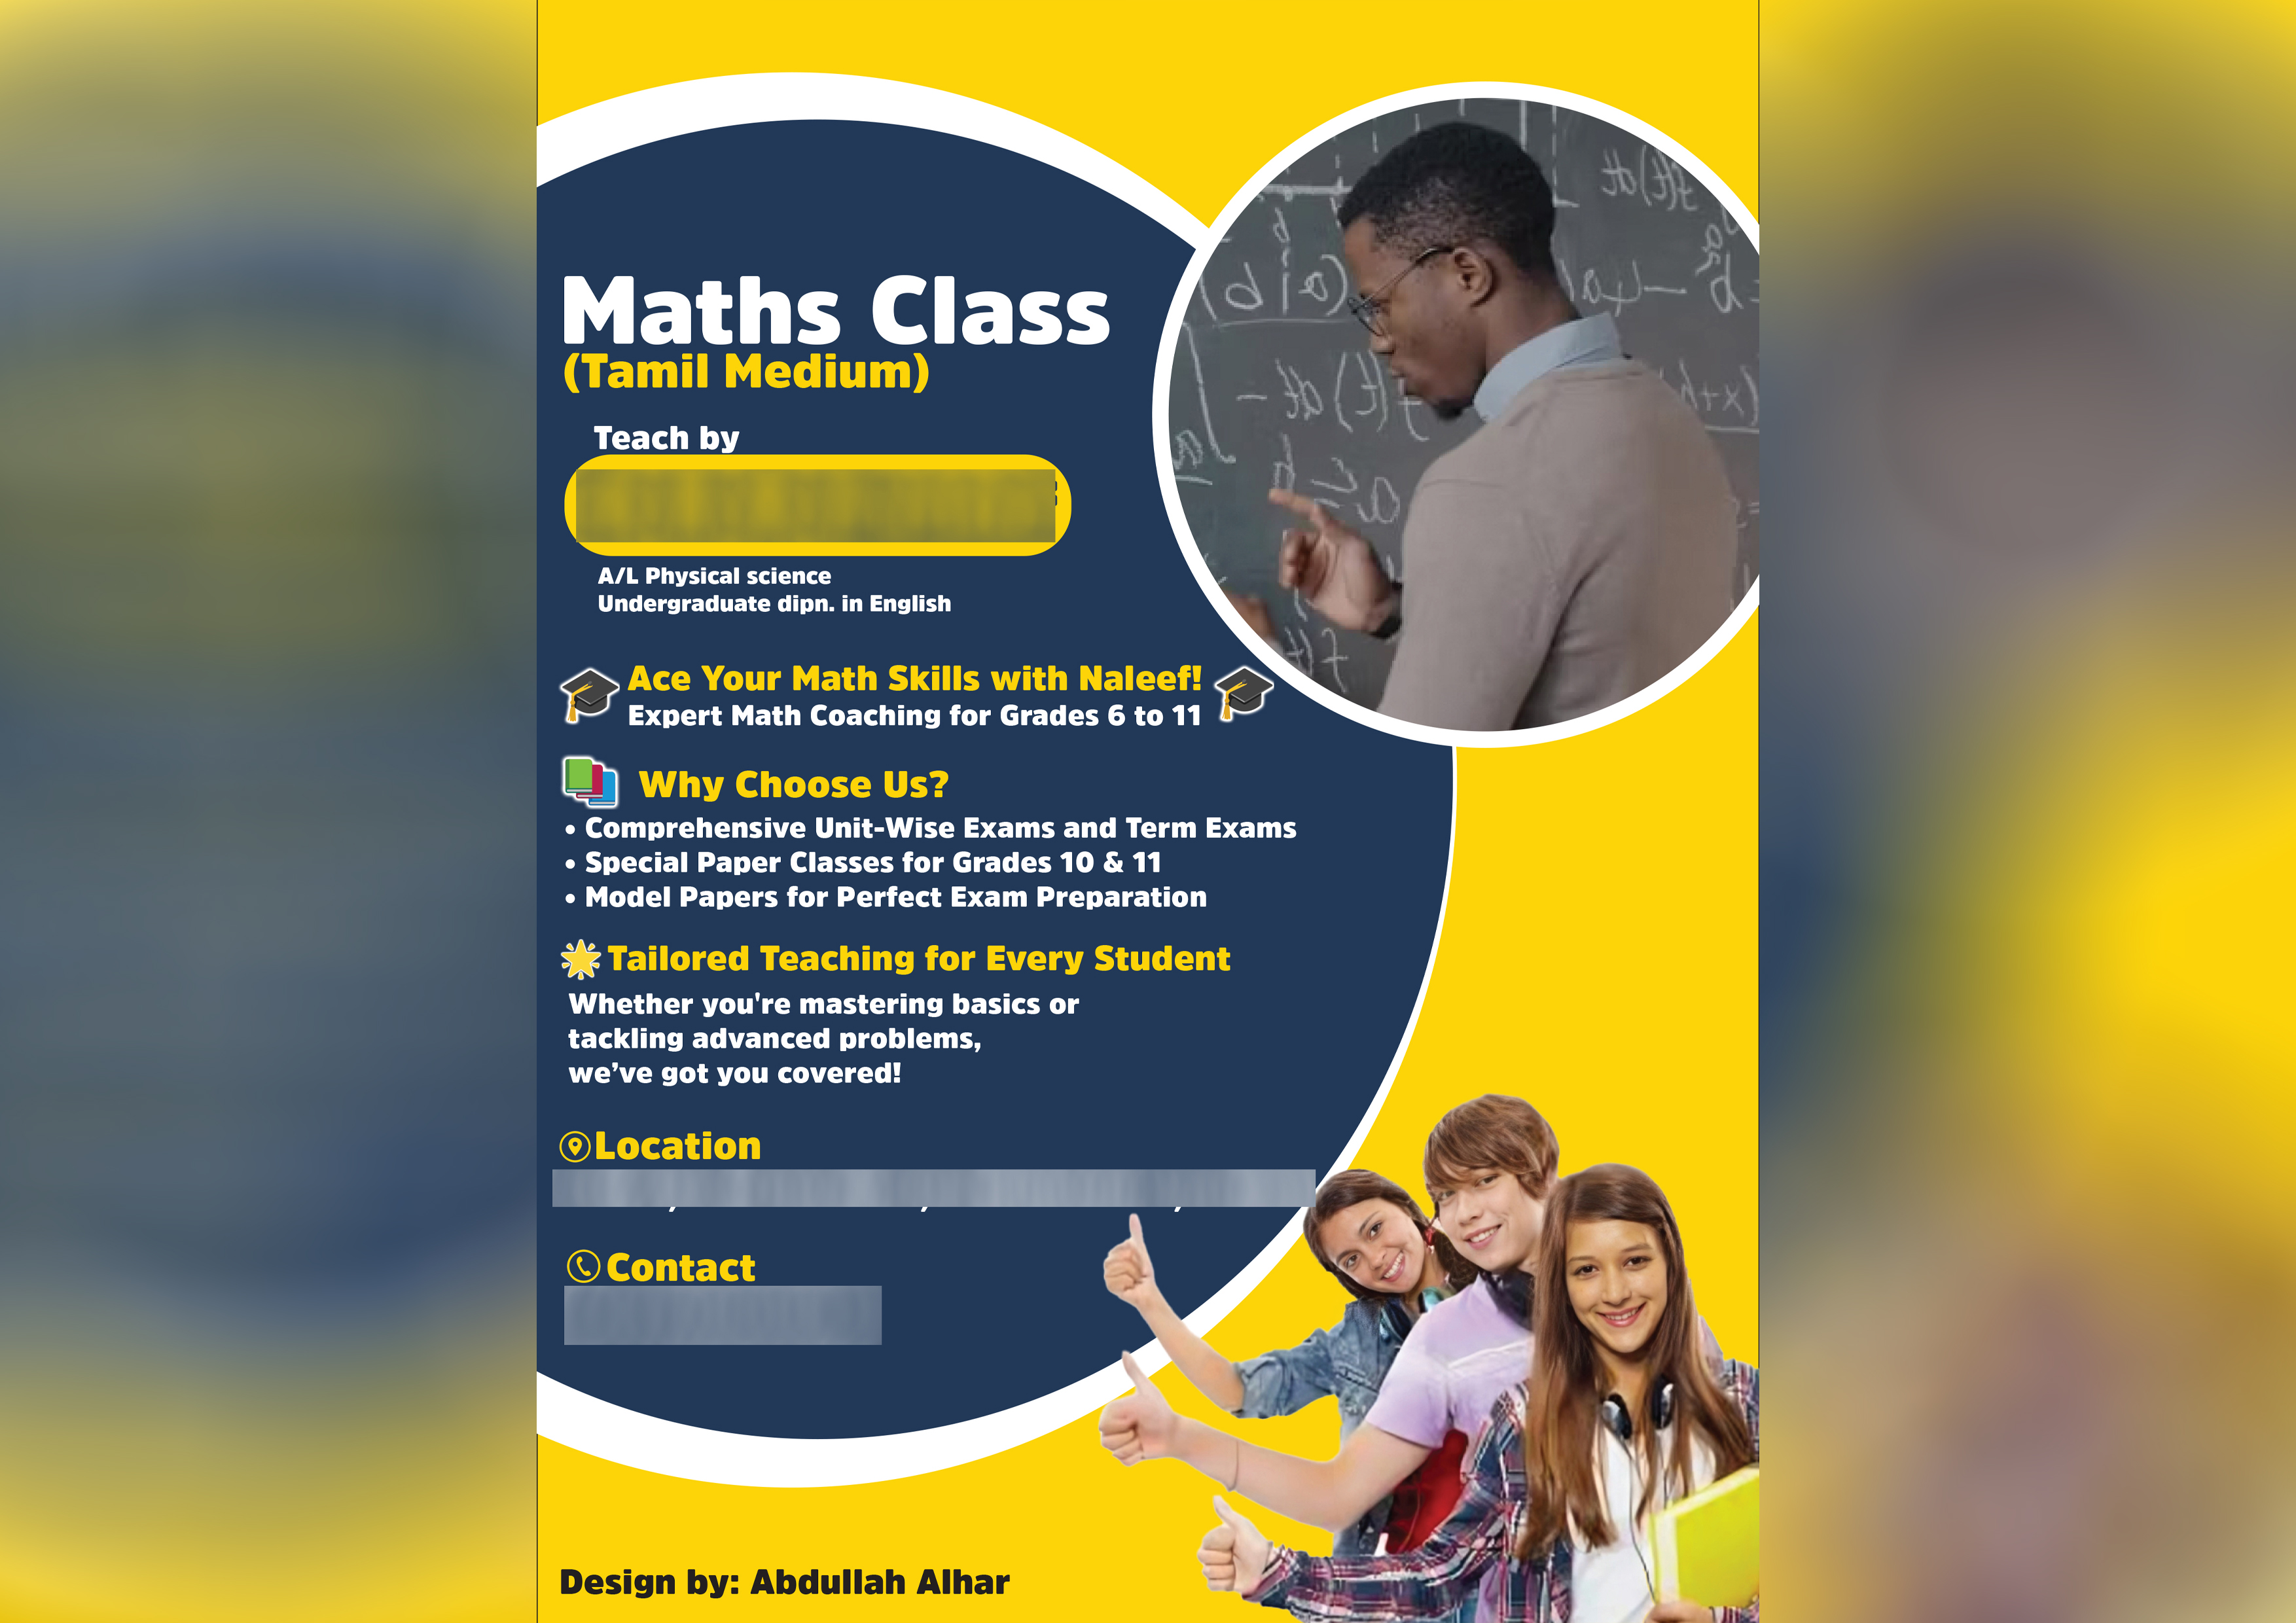 Maths Class
(Tamil Medium)
Teach by
A/L Physical science
Undergraduate dipn. in English
Ace Your Math Skills with Naleef!
Expert Math Coaching for Grades 6 to 11
Why Choose Us?
• Comprehensive Unit-Wise Exams and Term Exams
• Special Paper Classes for Grades 10 & 11
• Model Papers for Perfect Exam Preparation
Tailored Teaching for Every Student
Whether you're mastering basics or
tackling advanced problems,
we’ve got you covered!
Location
Contact
Design by: Abdullah Alhar